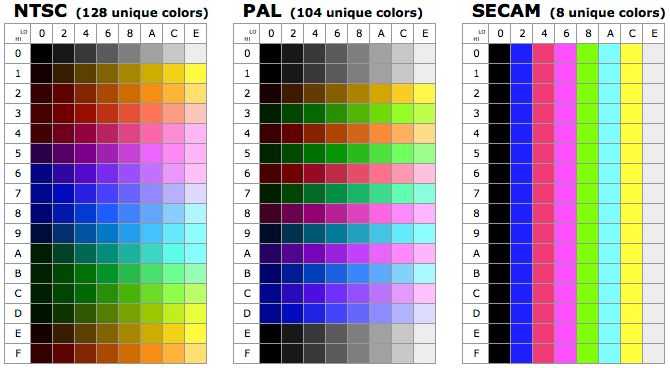 NTSC (128 unique colors) PAL (104 unique colors) SECAM (8 unique colors)
LO HI 0 2 4 6 8 A C E LO HI 0 2 4 6 8 A C E LO HI 0 2 4 6 8 A C E
0 0 0
1 1 1
2 2 2
3 3 3
4 4 4
5 5 5
6 6 6
7 7 7
8 8 8
9 9 9
A A A
B B B
C C C
D D D
E E E
F F F